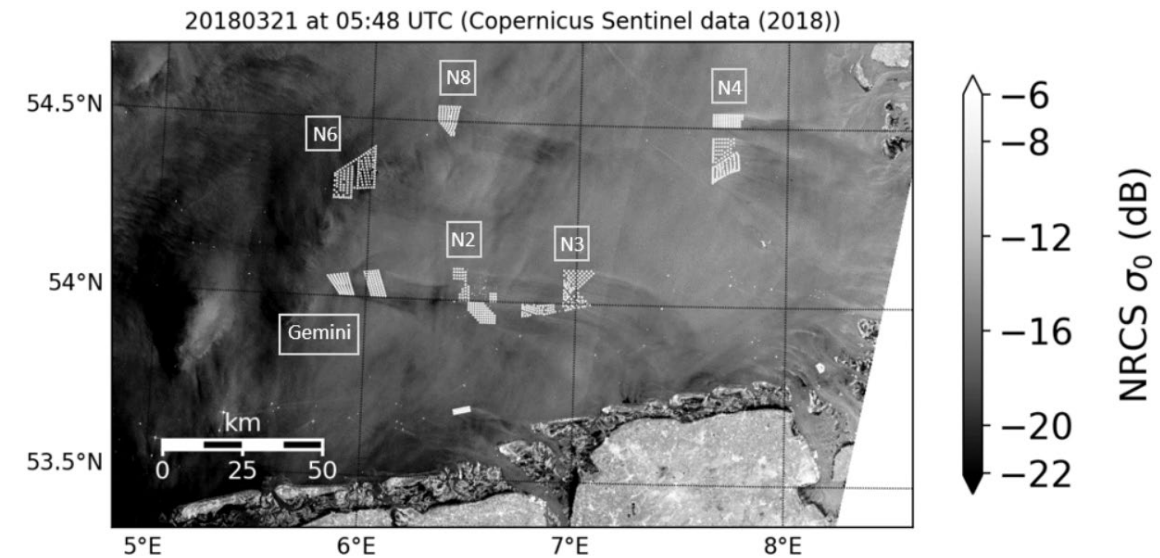 20180321 at 05:48 UTC (Copernicus Sentinel data (2018))
N8
N4
N6
N2
N3
Gemini
km
0 25 50
54.5°N
54°N
53.5°N
5°E 6°E 7°E 8°E
−6
−8
−12
−16
−20
−22
NRCS σ₀ (dB)